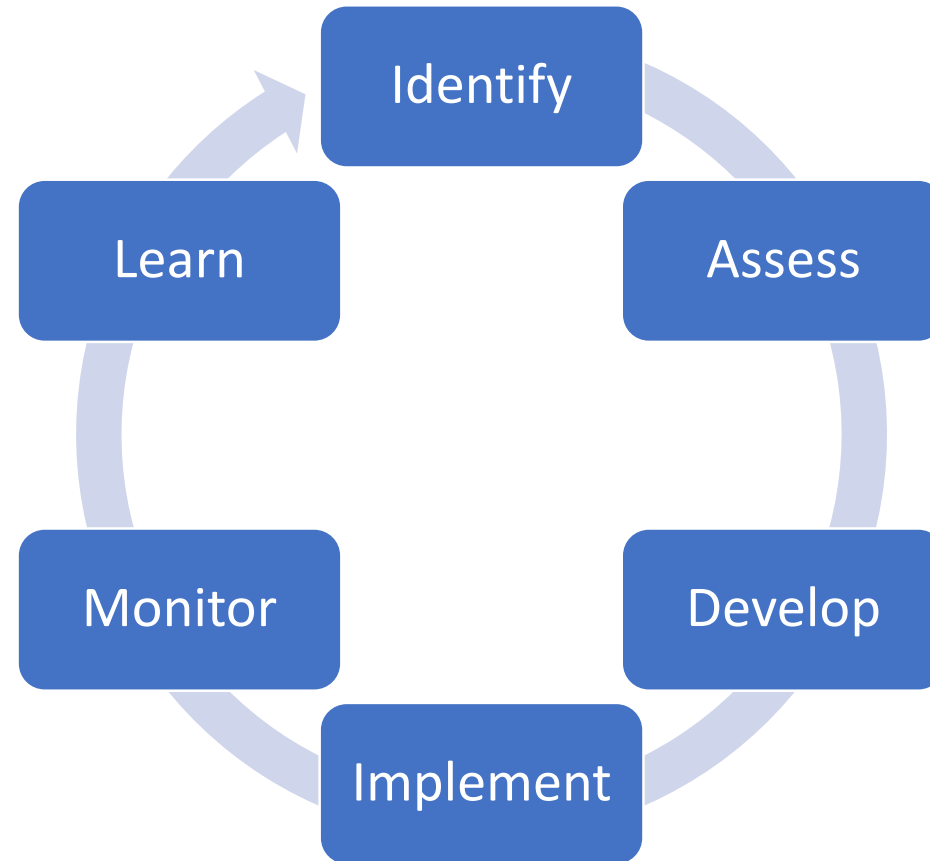 Identify
Assess
Develop
Implement
Monitor
Learn